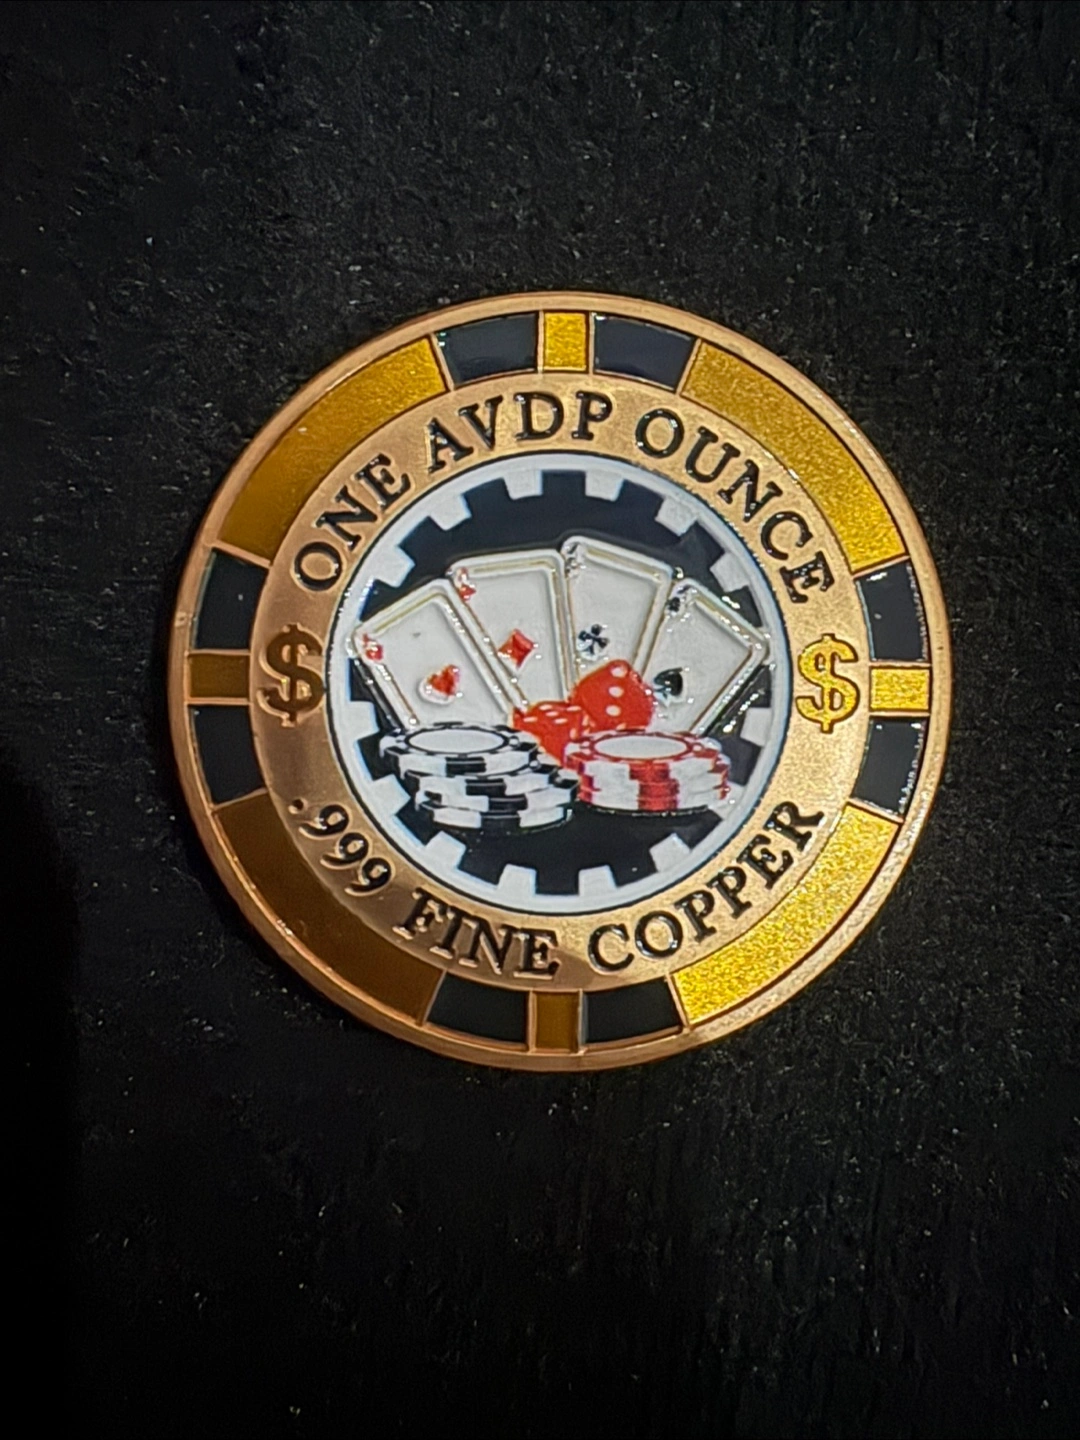 ONE AVDP OUNCE
$ $
.999 FINE COPPER